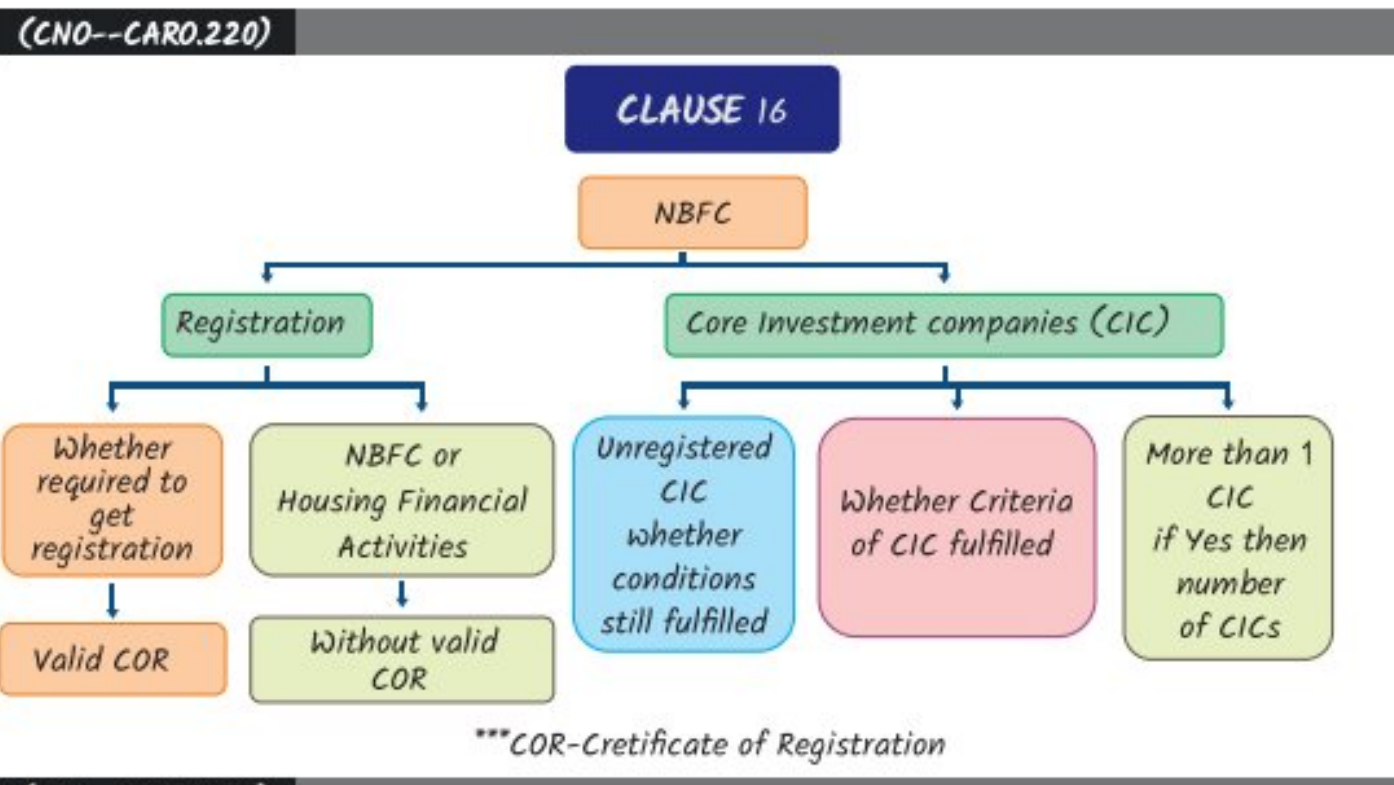 (CNO--CARO.220)
CLAUSE 16
NBFC
Registration
Core Investment companies (CIC)
Whether
required to
get
registration
NBFC or
Housing Financial
Activities
Unregistered
CIC
whether
conditions
still fulfilled
Whether Criteria
of CIC fulfilled
More than 1
CIC
if Yes then
number
of CICs
Valid COR
Without valid
COR
***COR-Cretificate of Registration